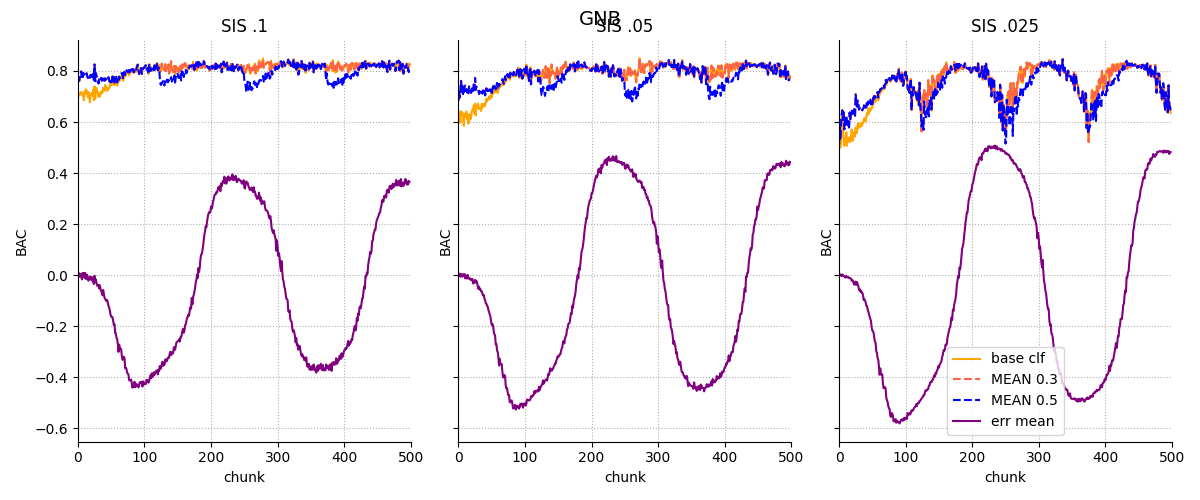 GNB
SIS .1
SIS .05
SIS .025
BAC
0.8
0.6
0.4
0.2
0.0
−0.2
−0.4
−0.6
0 100 200 300 400 500
chunk
BAC
0 100 200 300 400 500
chunk
BAC
0 100 200 300 400 500
chunk
base clf
MEAN 0.3
MEAN 0.5
err mean